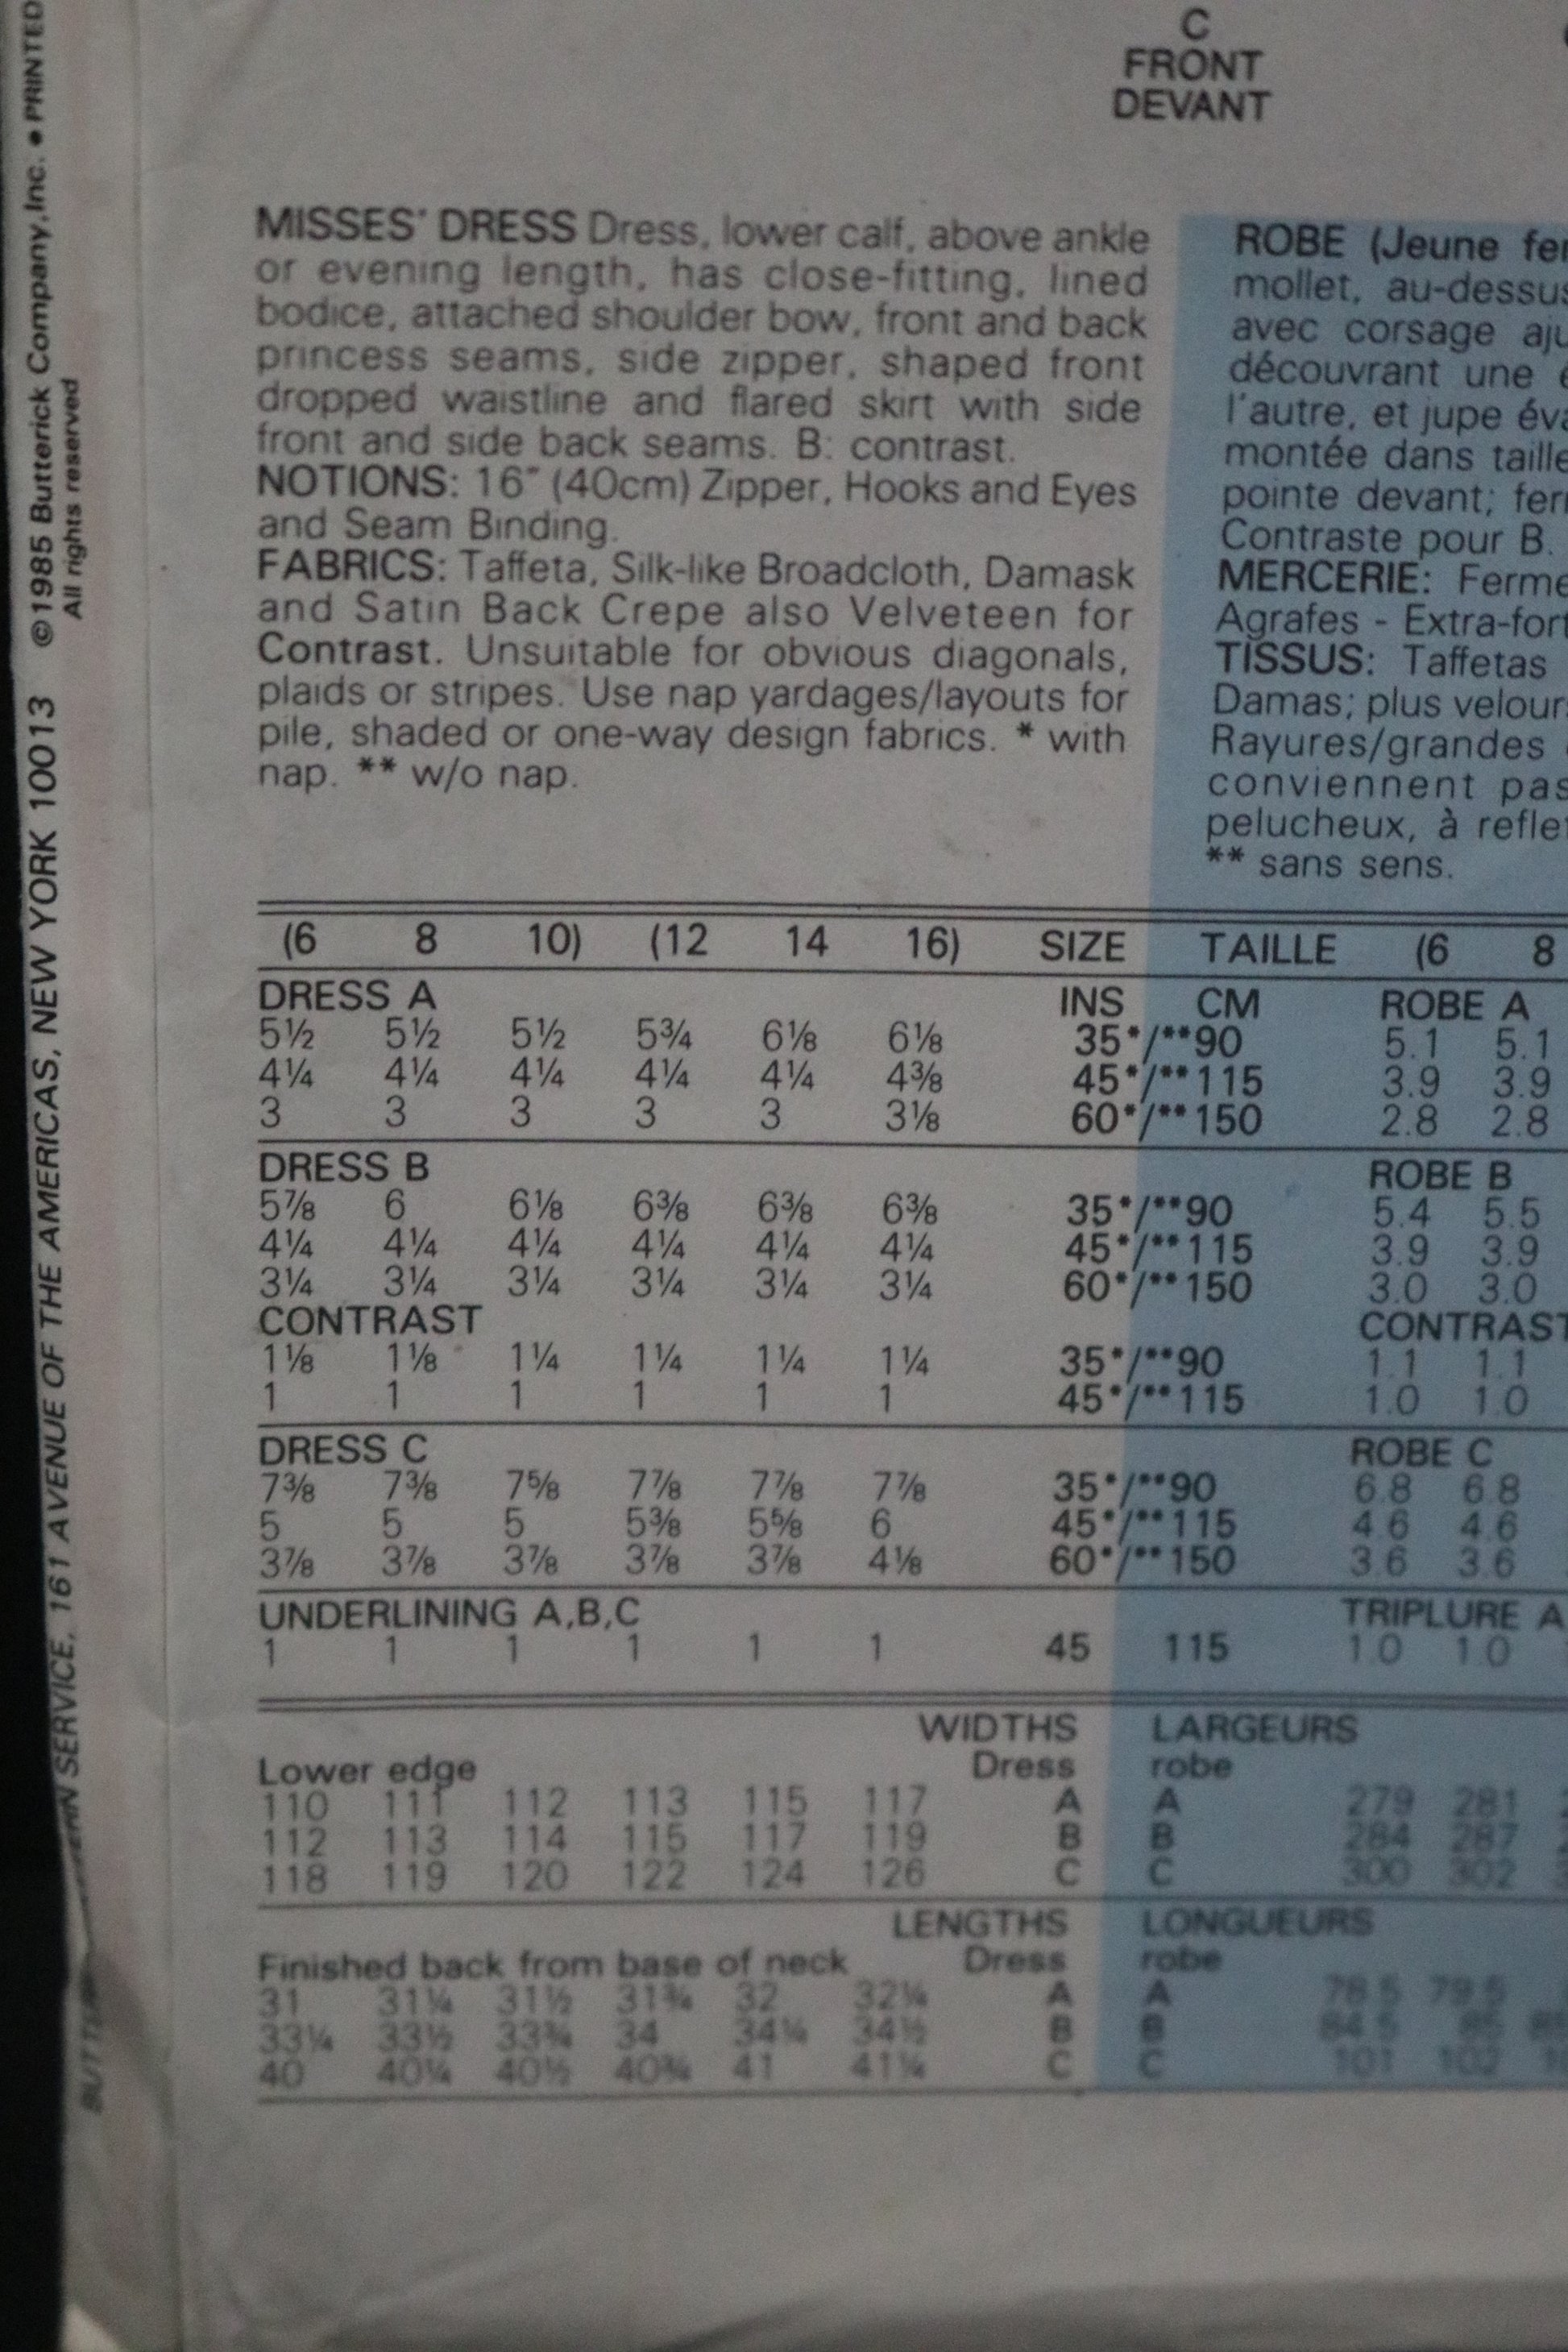 C
FRONT
DEVANT
MISSES' DRESS Dress, lower calf, above ankle
or evening length, has close-fitting, lined
bodice, attached shoulder bow, front and back
princess seams, side zipper, shaped front
dropped waistline and flared skirt with side
front and side back seams. B: contrast.
NOTIONS: 16" (40cm) Zipper, Hooks and Eyes
and Seam Binding.
FABRICS: Taffeta, Silk-like Broadcloth, Damask
and Satin Back Crepe also Velveteen for
Contrast. Unsuitable for obvious diagonals,
plaids or stripes. Use nap yardages/layouts for
pile, shaded or one-way design fabrics. * with
nap. ** w/o nap.
ROBE (Jeune
mollet, au-dessus
avec corsage
découvrant une
l'autre, et jupe
montée dans taille
pointe devant;
Contraste pour B.
MERCERIE:
Agrafes -
TISSUS: Taffetas
Damas; plus
Rayures/grandes
conviennent pas
pelucheux, à
** sans sens.
(6 8 10) (12 14 16) SIZE TAILLE (6 8
DRESS A INS CM ROBE A
5½ 5½ 5½ 5¾ 6⅛ 6⅛ 35*/**90 5.1 5.1
4¼ 4¼ 4¼ 4¼ 4¼ 4⅜ 45*/**115 3.9 3.9
3 3 3 3 3 3⅛ 60*/**150 2.8 2.8
DRESS B ROBE B
5⅞ 6 6⅛ 6⅜ 6⅜ 6⅜ 35*/**90 5.4 5.5
4¼ 4¼ 4¼ 4¼ 4¼ 4¼ 45*/**115 3.9 3.9
3¼ 3¼ 3¼ 3¼ 3¼ 3¼ 60*/**150 3.0 3.0
CONTRAST CONTRAST
1⅛ 1⅛ 1¼ 1¼ 1¼ 1¼ 35*/**90 1.1 1.1
1 1 1 1 1 1 45*/**115 1.0 1.0
DRESS C ROBE C
7⅜ 7⅜ 7⅝ 7⅞ 7⅞ 7⅞ 35*/**90 6.8 6.8
5 5 5 5⅜ 5⅝ 6 45*/**115 4.6 4.6
3⅞ 3⅞ 3⅞ 3⅞ 3⅞ 4⅛ 60*/**150 3.6 3.6
UNDERLINING A,B,C TRIPLURE A
1 1 1 1 1 1 45 115 1.0 1.0
WIDTHS LARGEURS
Lower edge Dress robe
110 111 112 113 115 117 A A 279 281
112 113 114 115 117 119 B B 284 287
118 119 120 122 124 126 C C 300 302
LENGTHS LONGUEURS
Finished back from base of neck Dress robe
31 31¼ 31½ 31¾ 32 32¼ A A 78.5 79.5
33¼ 33½ 33¾ 34 34¼ 34½ B B 84.5
40 40¼ 40½ 40¾ 41 41¼ C C 101 102
SERVICE, 161 AVENUE OF THE AMERICAS, NEW YORK 10013 ©1985 Butterick Company, Inc. • PRINTED
All rights reserved